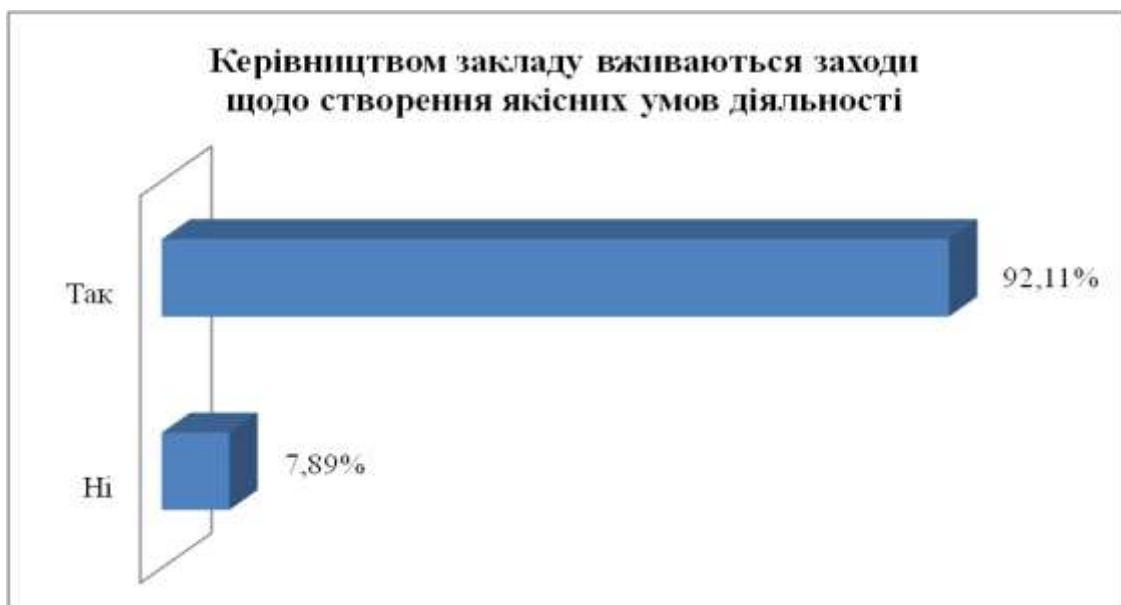 Керівництвом закладу вживаються заходи
щодо створення якісних умов діяльності
Так
92,11%
Ні
7,89%